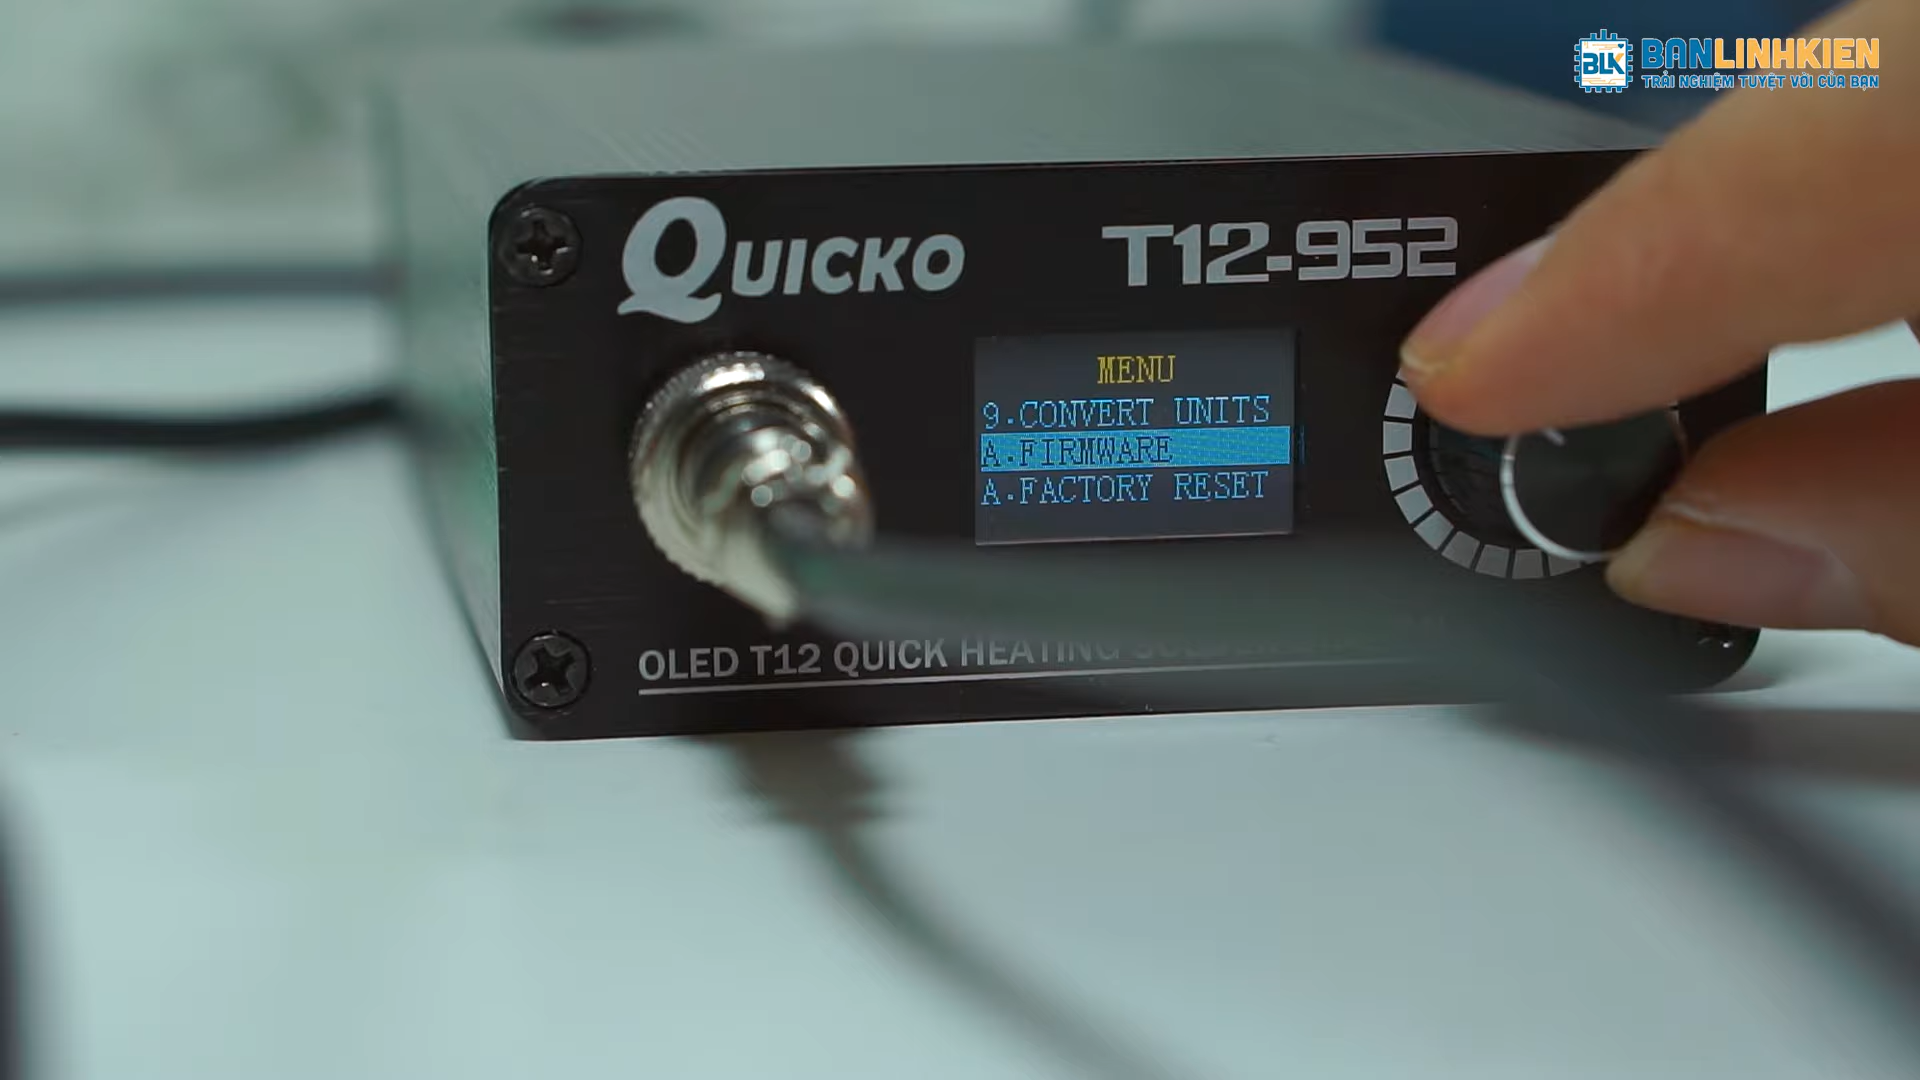 BANLINHKIEN
BLK
TRẢI NGHIỆM TUYỆT VỜI CỦA BẠN
QUICKO
T12-952
MENU
9.CONVERT UNITS
A.FIRMWARE
A.FACTORY RESET
OLED T12 QUICK HEATING